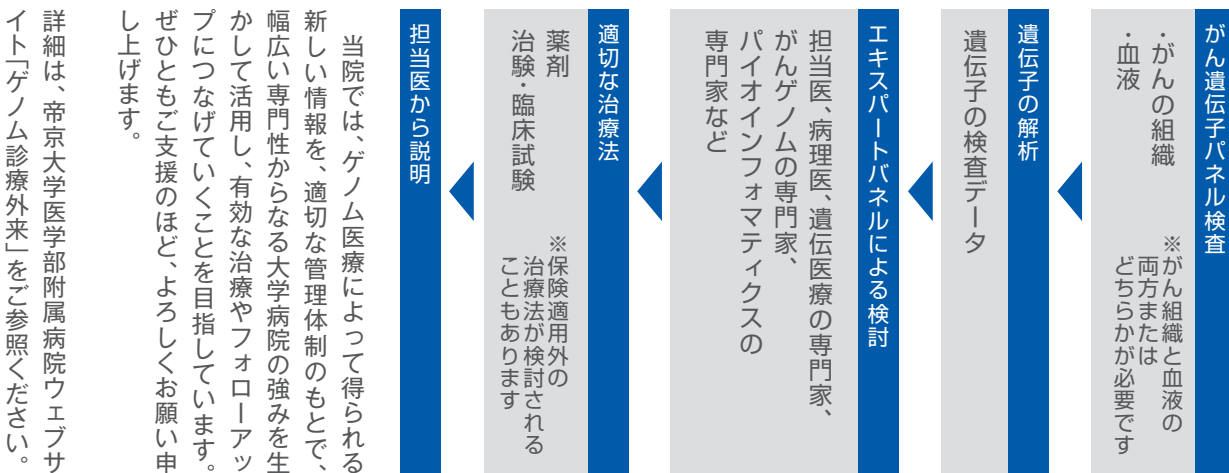 がん遺伝子パネル検査
・がんの組織
・血液
※がん組織と血液の
両方または
どちらかが必要です
遺伝子の解析
遺伝子の検査データ
エキスパートパネルによる検討
担当医、病理医、遺伝医療の専門家、
がんゲノムの専門家、
バイオインフォマティクスの
専門家など
適切な治療法
薬剤
治験・臨床試験
※保険適用外の
治療法が検討される
こともあります
担当医から説明
当院では、ゲノム医療によって得られる
新しい情報を、適切な管理体制のもとで、
幅広い専門性からなる大学病院の強みを生
かして活用し、有効な治療やフォローアッ
プにつなげていくことを目指しています。
ぜひともご支援のほど、よろしくお願い申
し上げます。
詳細は、帝京大学医学部附属病院ウェブサ
イト「ゲノム診療外来」をご参照ください。